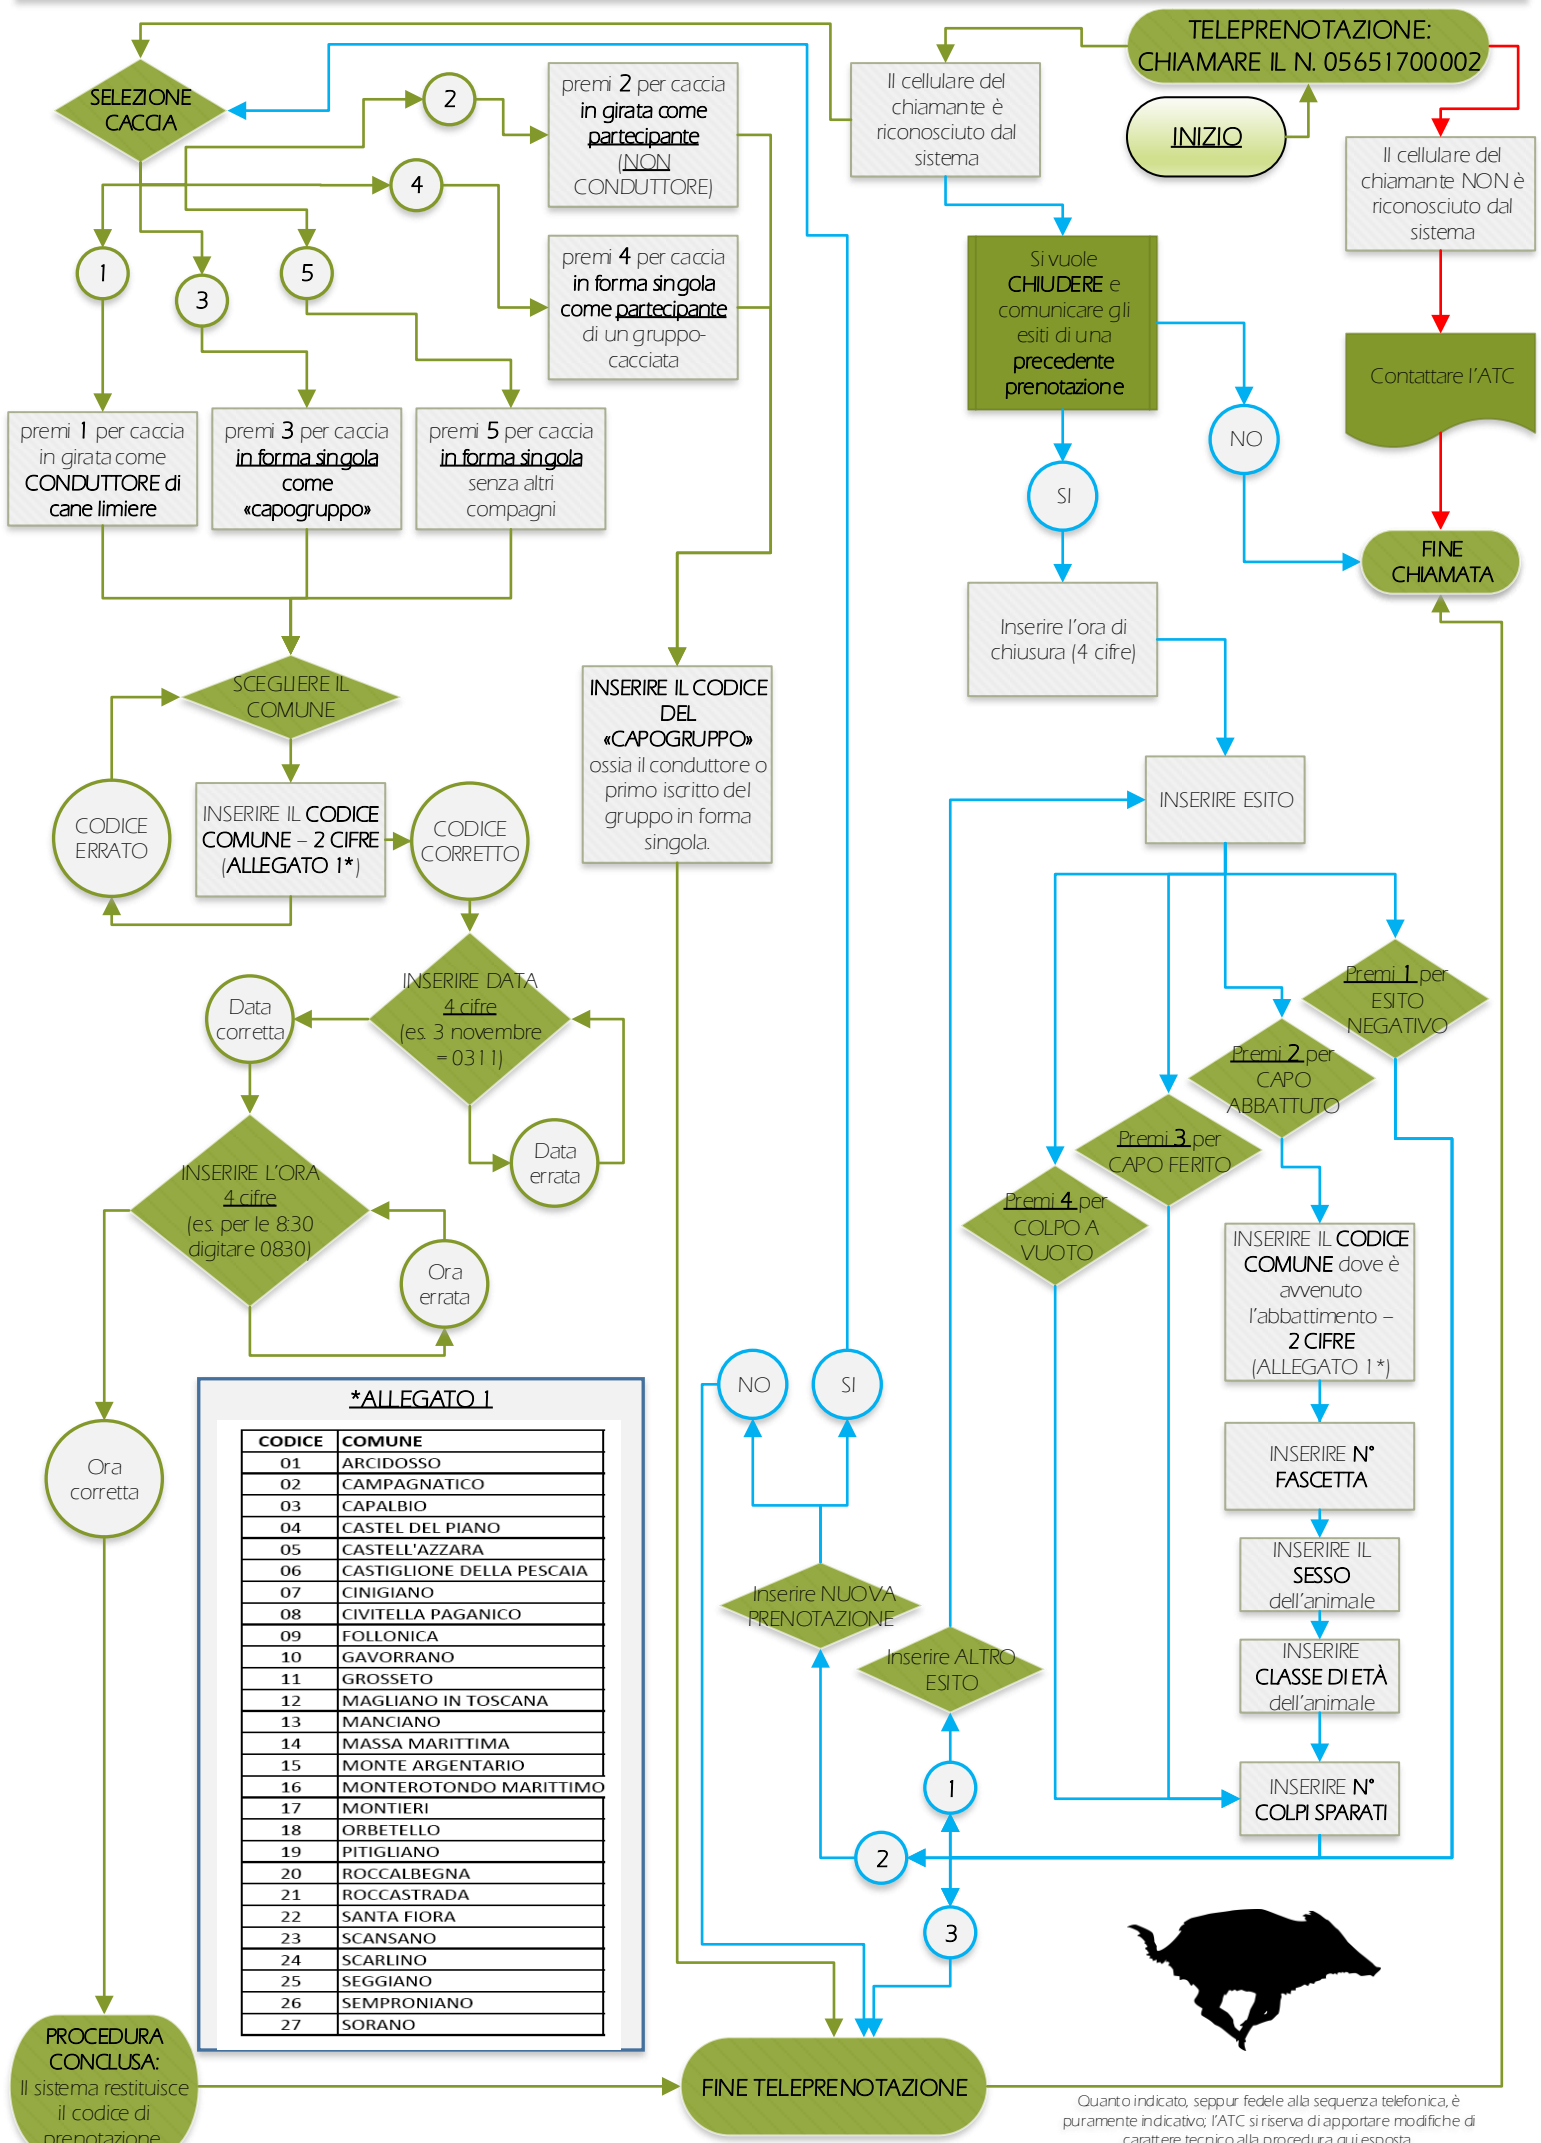 TELEPRENOTAZIONE:
CHIAMARE IL N. 05651700002
INIZIO
Il cellulare del
chiamante è
riconosciuto dal
sistema
Il cellulare del
chiamante NON è
riconosciuto dal
sistema
Contattare l'ATC
FINE
CHIAMATA
SELEZIONE
CACCIA
2
4
1
3
5
premi 2 per caccia
in girata come
partecipante
(NON
CONDUTTORE)
premi 4 per caccia
in forma singola
come partecipante
di un gruppo-
cacciata
premi 1 per caccia
in girata come
CONDUTTORE di
cane limiere
premi 3 per caccia
in forma singola
come
«capogruppo»
premi 5 per caccia
in forma singola
senza altri
compagni
Si vuole
CHIUDERE e
comunicare gli
esiti di una
precedente
prenotazione
NO
SI
Inserire l'ora di
chiusura (4 cifre)
SCEGLIERE IL
COMUNE
CODICE
ERRATO
INSERIRE IL CODICE
COMUNE – 2 CIFRE
(ALLEGATO 1*)
CODICE
CORRETTO
INSERIRE IL CODICE
DEL
«CAPOGRUPPO»
ossia il conduttore o
primo iscritto del
gruppo in forma
singola.
INSERIRE DATA
4 cifre
(es. 3 novembre
= 0311)
Data
corretta
Data
errata
INSERIRE L'ORA
4 cifre
(es. per le 8:30
digitare 0830)
Ora
errata
Ora
corretta
INSERIRE ESITO
Premi 1 per
ESITO
NEGATIVO
Premi 2 per
CAPO
ABBATTUTO
Premi 3 per
CAPO FERITO
Premi 4 per
COLPO A
VUOTO
INSERIRE IL CODICE
COMUNE dove è
avvenuto
l'abbattimento –
2 CIFRE
(ALLEGATO 1*)
INSERIRE N°
FASCETTA
INSERIRE IL
SESSO
dell'animale
INSERIRE
CLASSE DI ETÀ
dell'animale
INSERIRE N°
COLPI SPARATI
NO
SI
Inserire NUOVA
PRENOTAZIONE
Inserire ALTRO
ESITO
1
2
3
*ALLEGATO 1
CODICE COMUNE
01 ARCIDOSSO
02 CAMPAGNATICO
03 CAPALBIO
04 CASTEL DEL PIANO
05 CASTELL'AZZARA
06 CASTIGLIONE DELLA PESCAIA
07 CINIGIANO
08 CIVITELLA PAGANICO
09 FOLLONICA
10 GAVORRANO
11 GROSSETO
12 MAGLIANO IN TOSCANA
13 MANCIANO
14 MASSA MARITTIMA
15 MONTE ARGENTARIO
16 MONTEROTONDO MARITTIMO
17 MONTIERI
18 ORBETELLO
19 PITIGLIANO
20 ROCCALBEGNA
21 ROCCASTRADA
22 SANTA FIORA
23 SCANSANO
24 SCARLINO
25 SEGGIANO
26 SEMPRONIANO
27 SORANO
PROCEDURA
CONCLUSA:
Il sistema restituisce
il codice di
prenotazione
FINE TELEPRENOTAZIONE
Quanto indicato, seppur fedele alla sequenza telefonica, è
puramente indicativo; l'ATC si riserva di apportare modifiche di
carattere tecnico alla procedura qui esposta